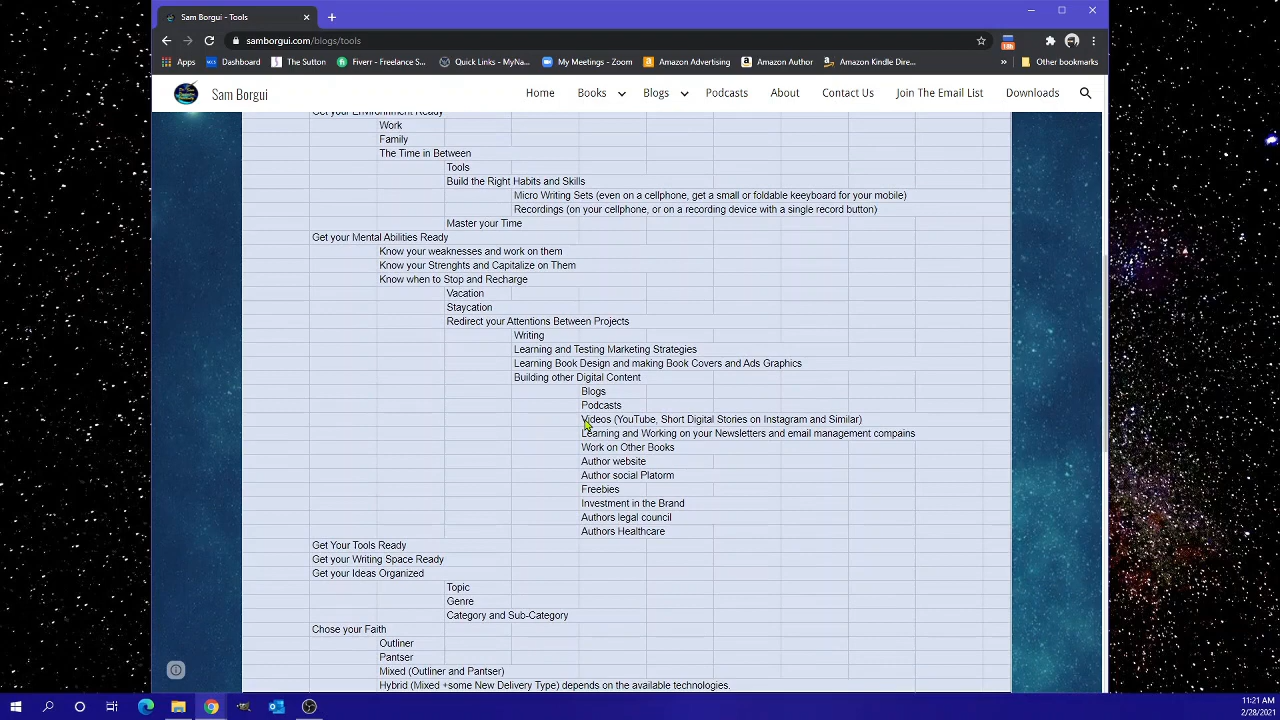 Sam Borgui - Tools
samborgui.com/blogs/tools
Apps
Dashboard
The Sutton
Fiverr - Freelance S...
Quick Links - MyNa...
My Meetings - Zoom
Amazon Advertising
Amazon Author
Amazon Kindle Dire...
Other bookmarks
Sam Borgui
Home
Books
Blogs
Podcasts
About
Contact Us
Join The Email List
Downloads
Get your Environment Ready
Work
Family
The Time in Between
Tools
Build the Right Habits and Skills
Micro Writing Sets (even on a cellphone, get a small or foldable keeyboard for your mobile)
Recordings (on your cellphone, or on a recording device with a single record button)
Master your Time
Get your Mental Abilities Ready
Know your weaknesses and work on them
Know your Strenghts and Capitalize on Them
Know when to Stop and Recharge
Vacation
Staycation
Redirect your Attentions Between Projects
Writing
Learning and Testing Marketing Strategies
Learning Book Design and making Book Covers and Ads Graphics
Building other Digital Content
Blogs
Podcasts
Videos (YouTube, Short Digital Stories on Instagram and Similar)
Learning and Working on your Newsletters and email management compains
Work on Other Books
Author website
Author social Platorm
Freebies
Investment in the Brand
Authors legal council
Authors Healthcare
Get Your Tools Ready
Get your Writing Space Ready
Get your Ideas Organized
Topic
Genre
Category and Sub-Category
Chose your Faith
Outliner
Pantser
Mixed (Outliner and Pantser)
Hybrid (Mixed + some New Delivery Type) depends on the available technologies.
11:21 AM
2/28/2021